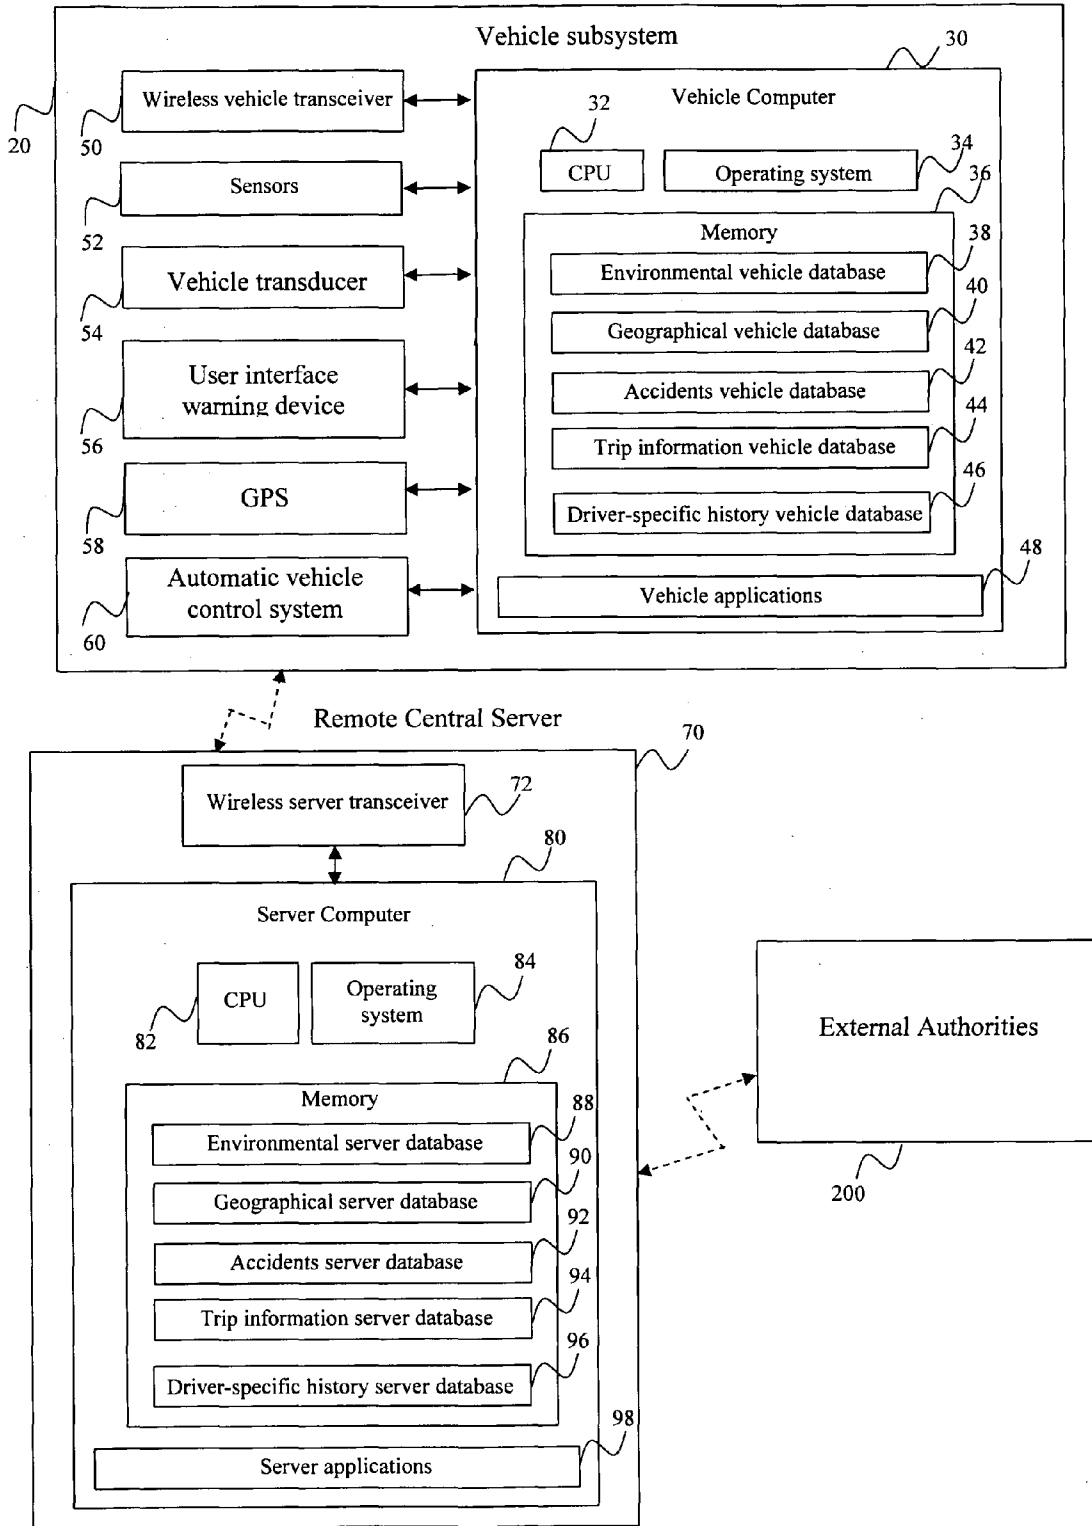 Vehicle subsystem
30
Wireless vehicle transceiver
Vehicle Computer
20
50
32
CPU
Operating system
34
Sensors
36
52
Memory
Environmental vehicle database
38
Vehicle transducer
54
Geographical vehicle database
40
User interface
warning device
Accidents vehicle database
42
56
Trip information vehicle database
44
GPS
Driver-specific history vehicle database
46
58
Automatic vehicle
control system
Vehicle applications
48
60
Remote Central Server
70
Wireless server transceiver
72
80
Server Computer
CPU
Operating
system
84
82
86
Memory
Environmental server database
88
Geographical server database
90
Accidents server database
92
Trip information server database
94
Driver-specific history server database
96
Server applications
98
External Authorities
200